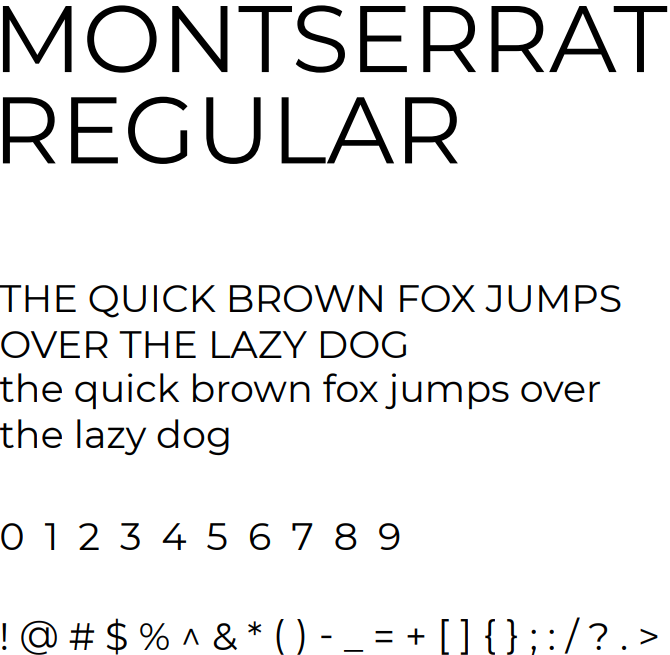 MONTSERRAT
REGULAR
THE QUICK BROWN FOX JUMPS
OVER THE LAZY DOG
the quick brown fox jumps over
the lazy dog
0 1 2 3 4 5 6 7 8 9
! @ # $ % ^ & * ( ) - _ = + [ ] { } ; : / ? . >